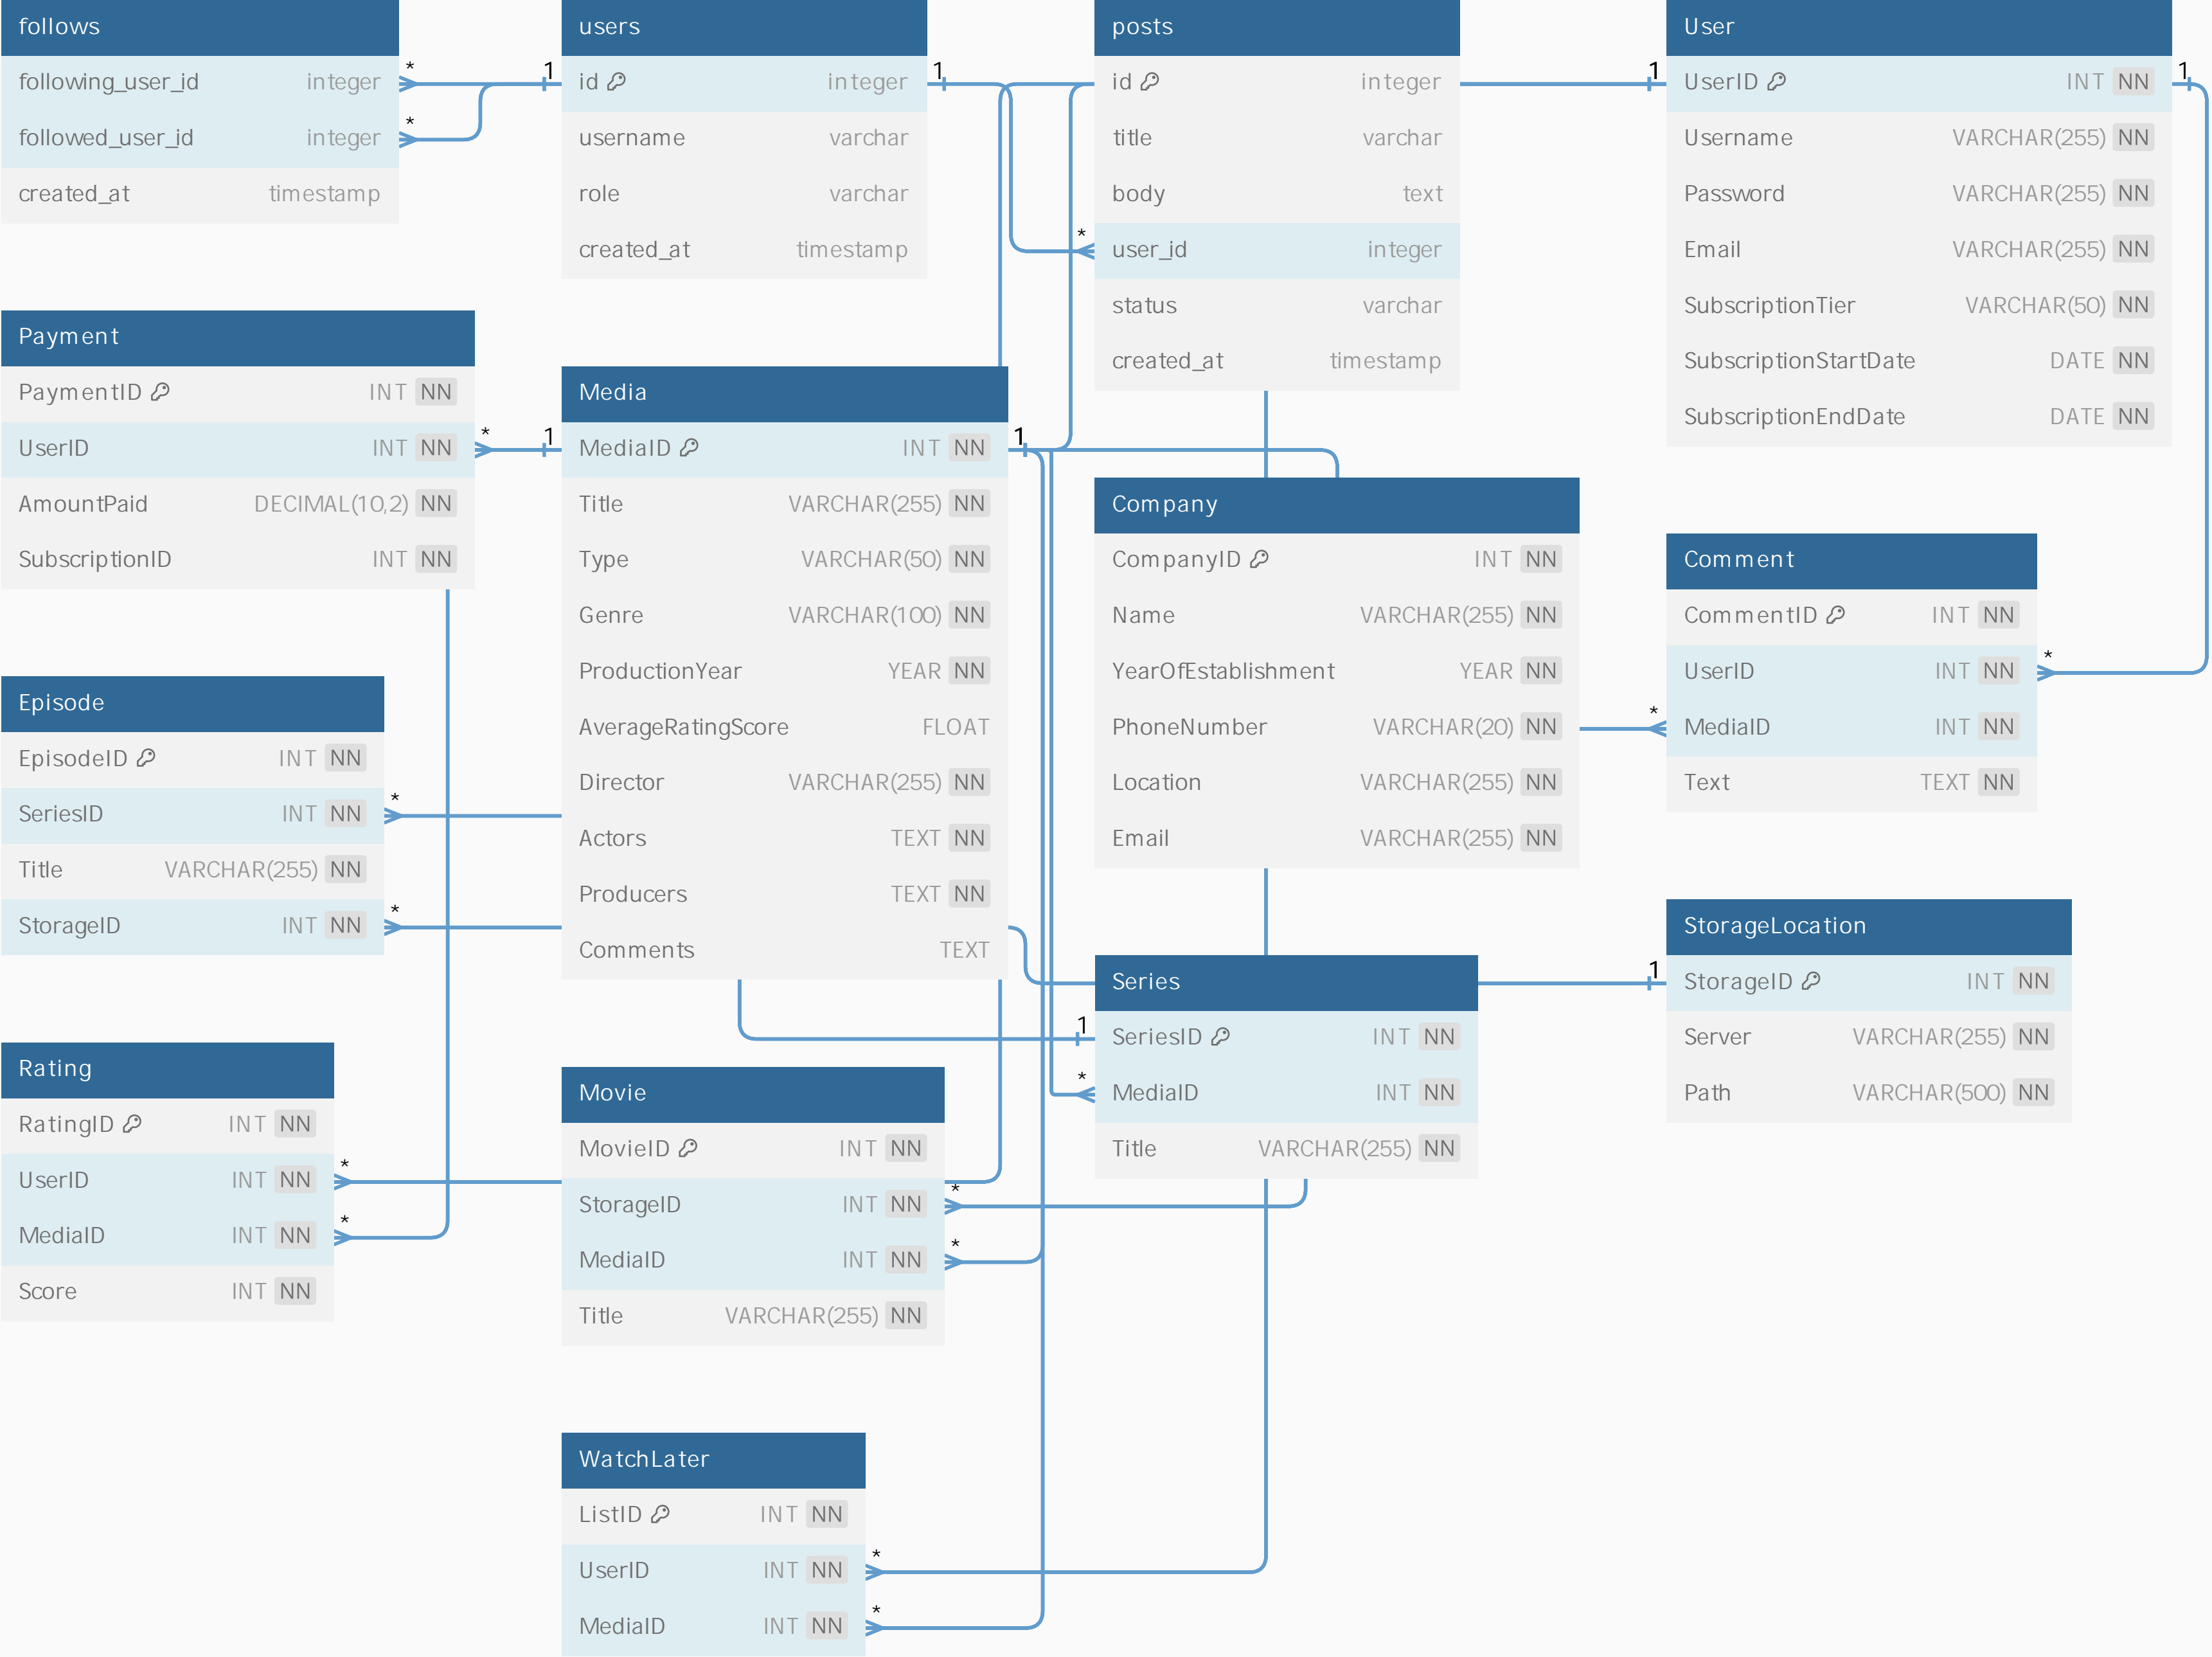 follows
following_user_id integer
followed_user_id integer
created_at timestamp
* 1
*
users
id integer
username varchar
role varchar
created_at timestamp
1
*
posts
id integer
title varchar
body text
user_id integer
status varchar
created_at timestamp
1
User
UserID INT NN
Username VARCHAR(255) NN
Password VARCHAR(255) NN
Email VARCHAR(255) NN
SubscriptionTier VARCHAR(50) NN
SubscriptionStartDate DATE NN
SubscriptionEndDate DATE NN
1
Payment
PaymentID INT NN
UserID INT NN
AmountPaid DECIMAL(10,2) NN
SubscriptionID INT NN
* 1
Media
MediaID INT NN
Title VARCHAR(255) NN
Type VARCHAR(50) NN
Genre VARCHAR(100) NN
ProductionYear YEAR NN
AverageRatingScore FLOAT
Director VARCHAR(255) NN
Actors TEXT NN
Producers TEXT NN
Comments TEXT
1
Company
CompanyID INT NN
Name VARCHAR(255) NN
YearOfEstablishment YEAR NN
PhoneNumber VARCHAR(20) NN
Location VARCHAR(255) NN
Email VARCHAR(255) NN
Comment
CommentID INT NN
UserID INT NN
MediaID INT NN
Text TEXT NN
*
*
Episode
EpisodeID INT NN
SeriesID INT NN
Title VARCHAR(255) NN
StorageID INT NN
*
*
Series
SeriesID INT NN
MediaID INT NN
Title VARCHAR(255) NN
1
*
StorageLocation
StorageID INT NN
Server VARCHAR(255) NN
Path VARCHAR(500) NN
1
Rating
RatingID INT NN
UserID INT NN
MediaID INT NN
Score INT NN
*
*
Movie
MovieID INT NN
StorageID INT NN
MediaID INT NN
Title VARCHAR(255) NN
*
*
WatchLater
ListID INT NN
UserID INT NN
MediaID INT NN
*
*